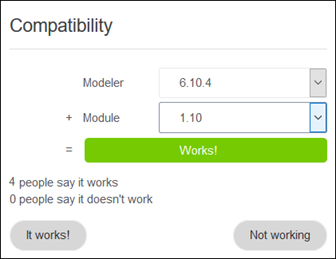 Compatibility
Modeler 6.10.4
+ Module 1.10
= Works!
4 people say it works
0 people say it doesn't work
It works! Not working